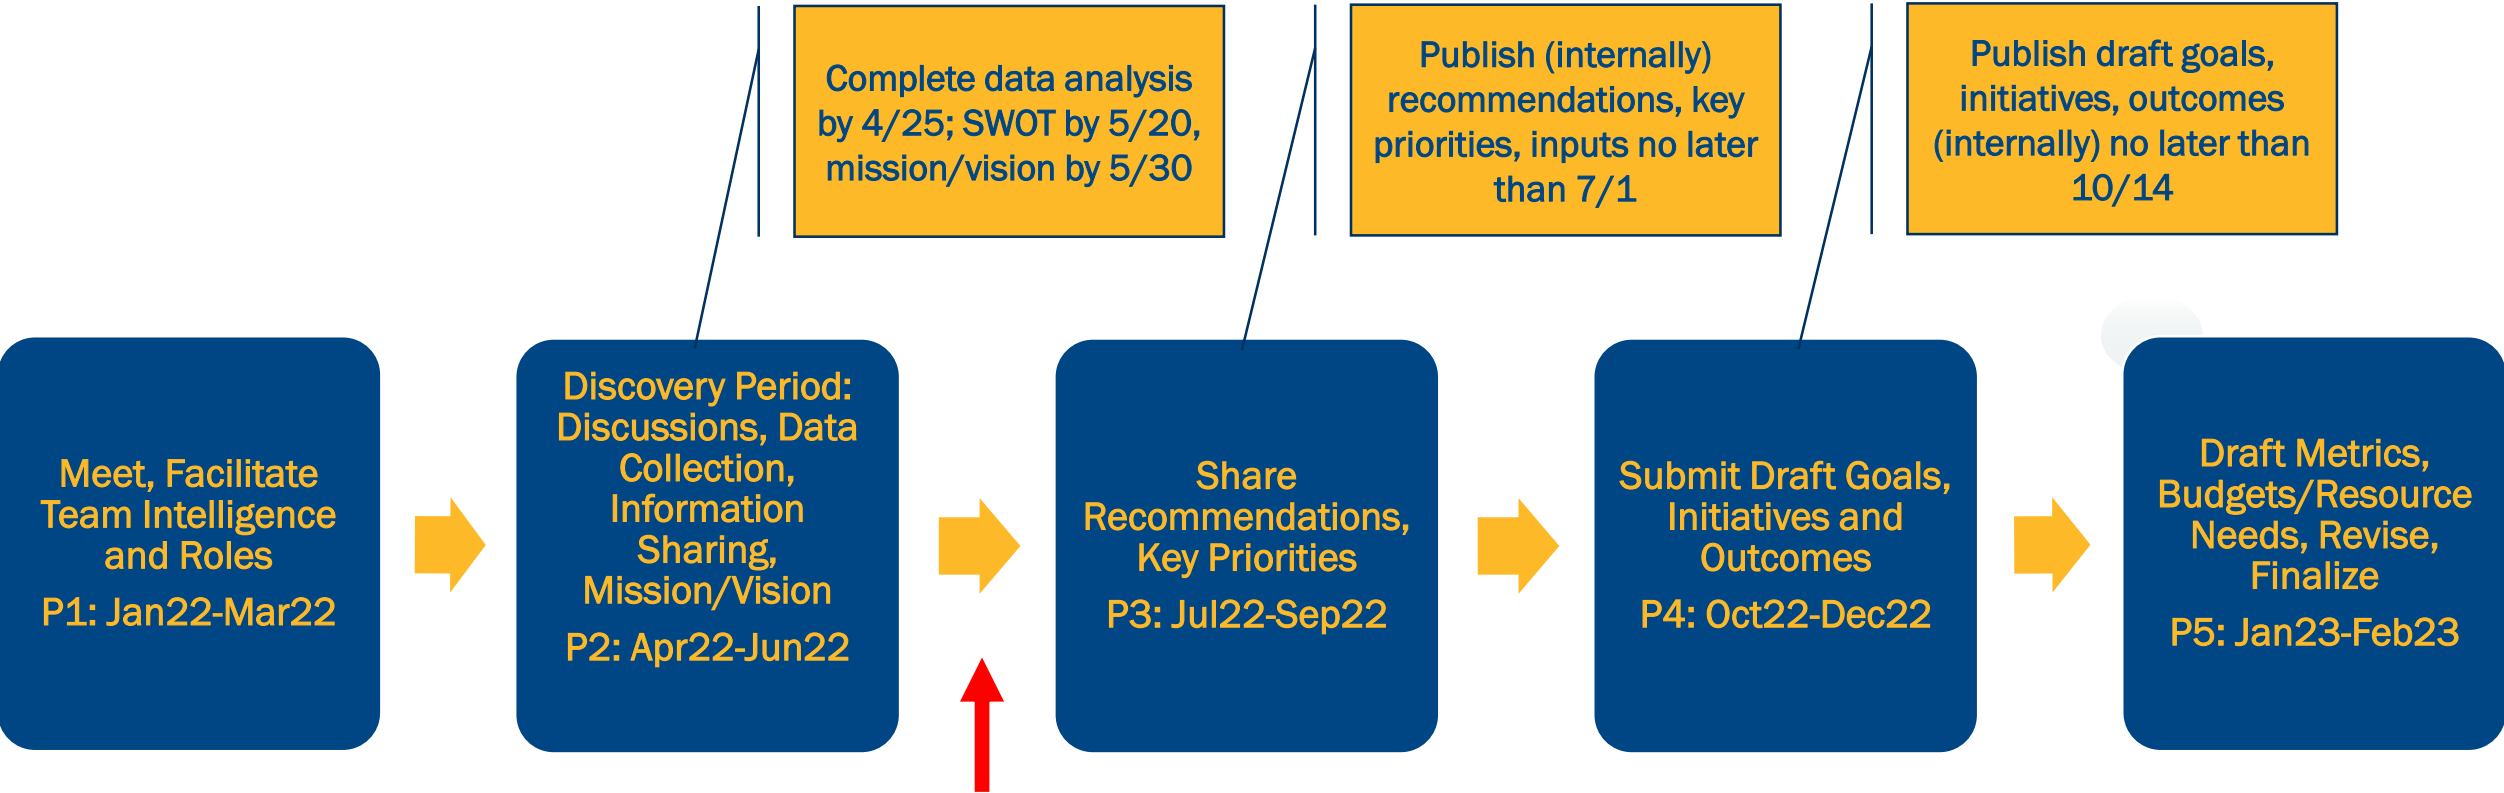 Complete data analysis
by 4/25; SWOT by 5/20,
mission/vision by 5/30
Publish (internally)
recommendations, key
priorities, inputs no later
than 7/1
Publish draft goals,
initiatives, outcomes
(internally) no later than
10/14
Meet, Facilitate
Team Intelligence
and Roles
P1: Jan22-Mar22
Discovery Period:
Discussions, Data
Collection,
Information
Sharing,
Mission/Vision
P2: Apr22-Jun22
Share
Recommendations,
Key Priorities
P3: Jul22-Sep22
Submit Draft Goals,
Initiatives and
Outcomes
P4: Oct22-Dec22
Draft Metrics,
Budgets/Resource
Needs, Revise,
Finalize
P5: Jan23-Feb23